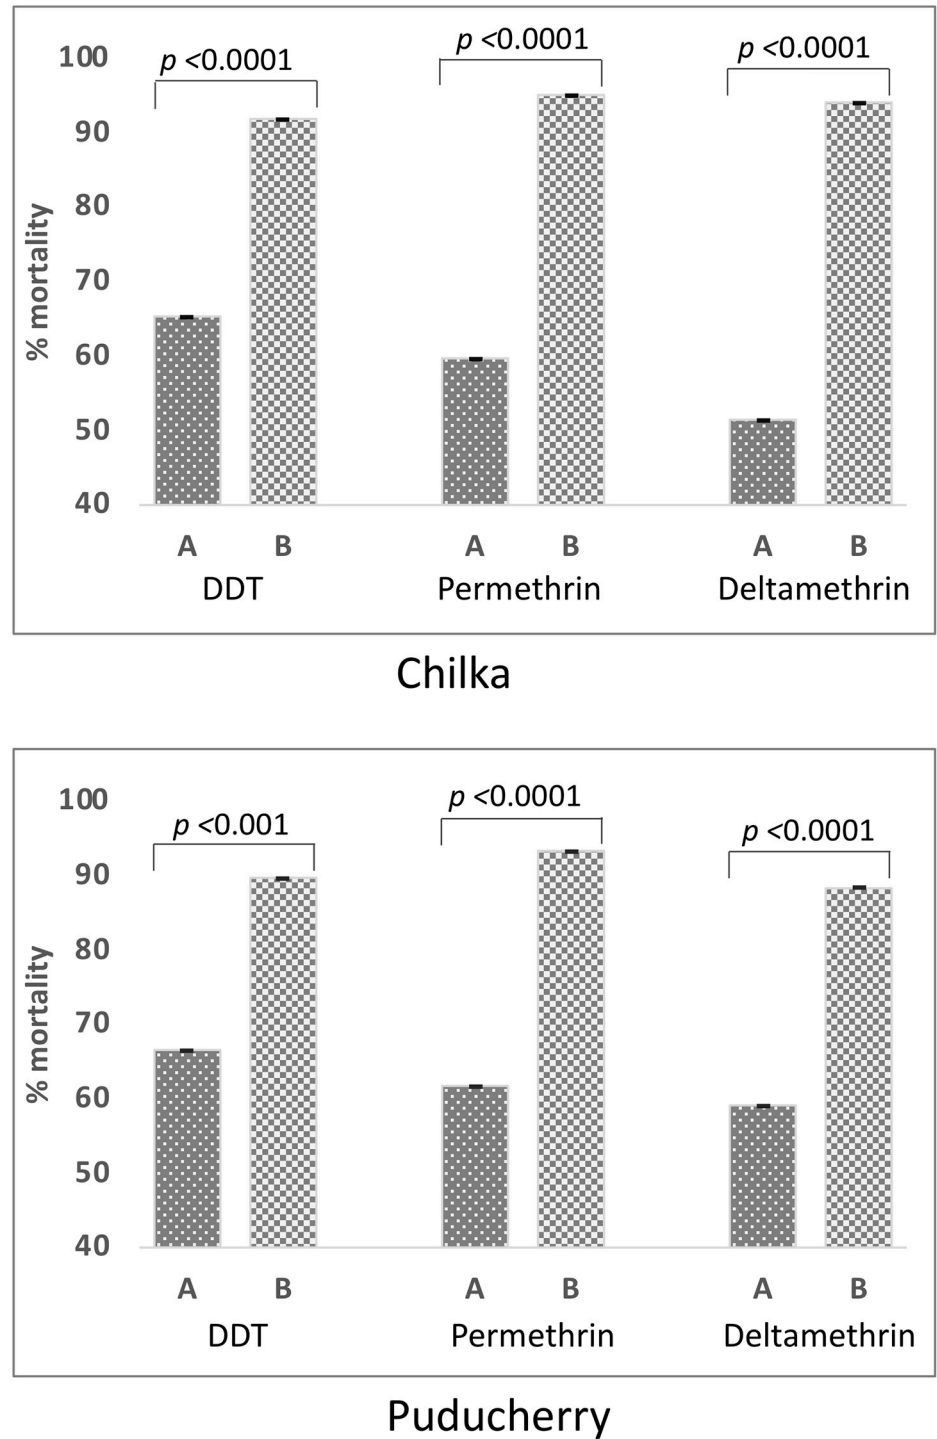 p <0.0001
p <0.0001
p <0.0001
100
90
80
70
60
50
40
% mortality
A B A B A B
DDT Permethrin Deltamethrin
Chilka
p <0.001
p <0.0001
p <0.0001
100
90
80
70
60
50
40
% mortality
A B A B A B
DDT Permethrin Deltamethrin
Puducherry